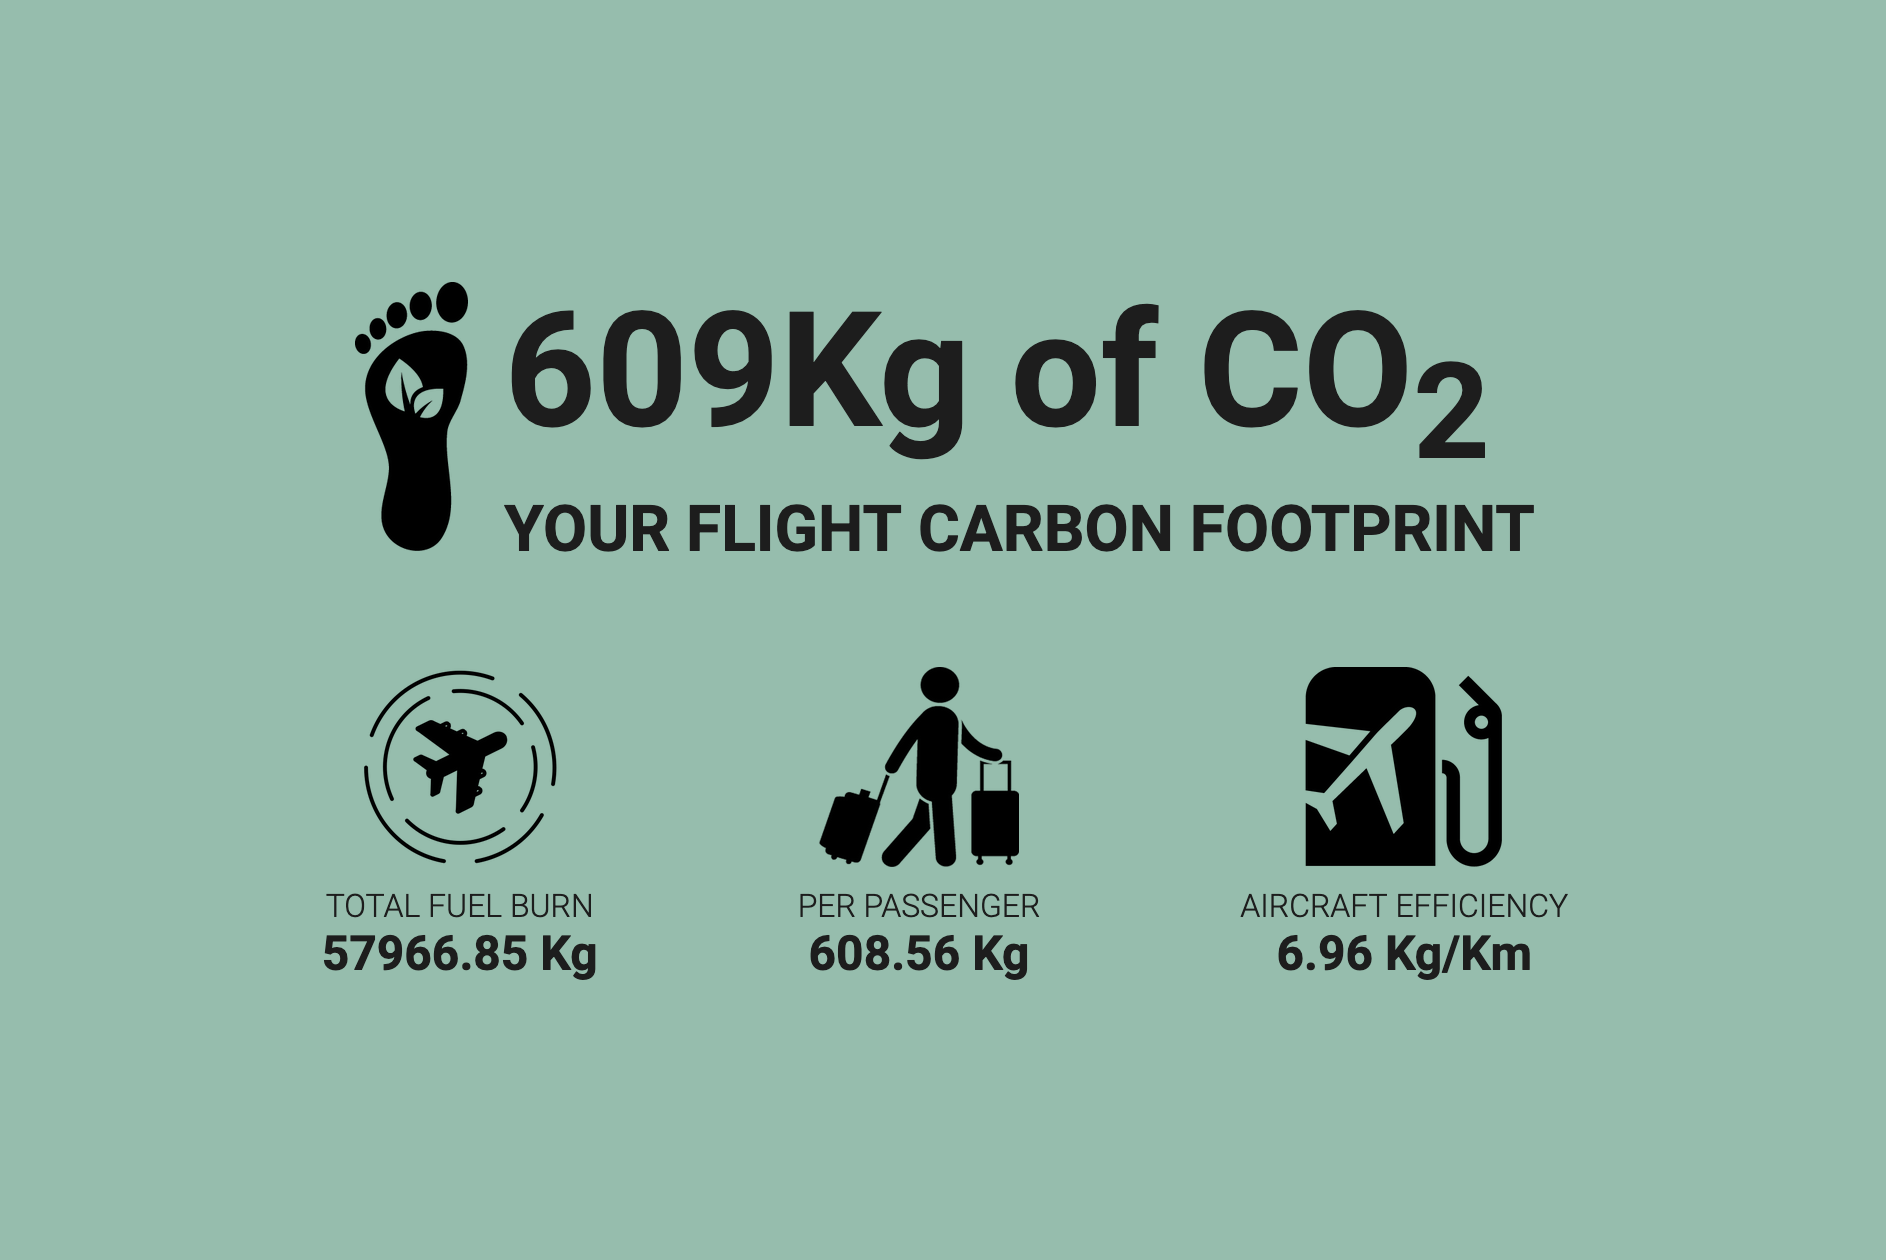 609Kg of CO₂
YOUR FLIGHT CARBON FOOTPRINT
TOTAL FUEL BURN
57966.85 Kg
PER PASSENGER
608.56 Kg
AIRCRAFT EFFICIENCY
6.96 Kg/Km